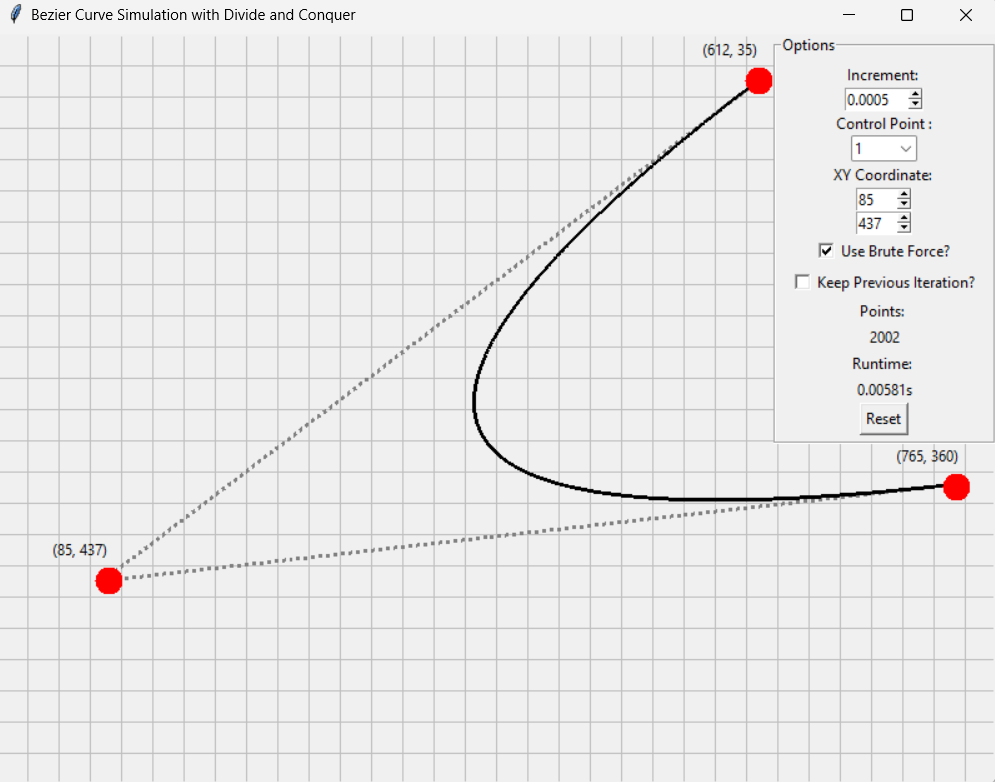 Bezier Curve Simulation with Divide and Conquer
(612, 35)
Options
Increment:
0.0005
Control Point :
1
XY Coordinate:
85
437
Use Brute Force?
Keep Previous Iteration?
Points:
2002
Runtime:
0.00581s
Reset
(765, 360)
(85, 437)